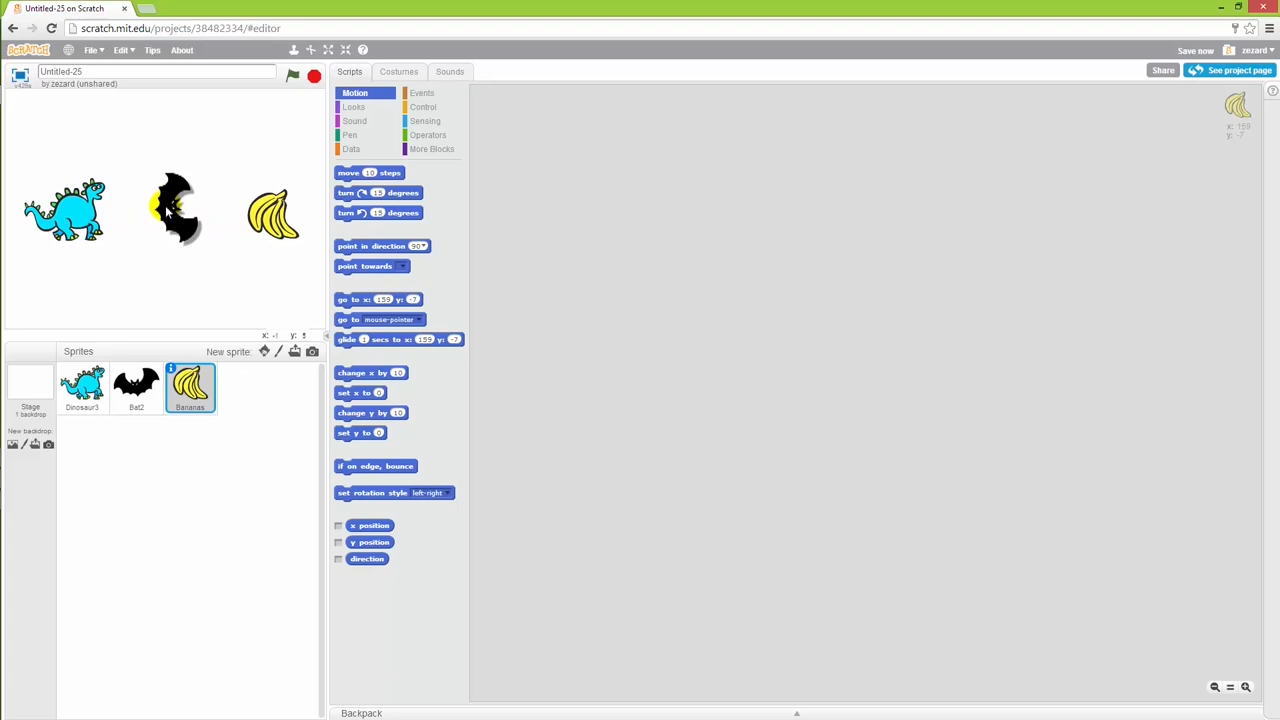 Untitled-25 on Scratch
scratch.mit.edu/projects/38482334/#editor
SCRATCH File Edit Tips About
Save now zezard
Untitled-25
by zezard (unshared)
v426
Scripts Costumes Sounds
Share See project page
Motion Events
Looks Control
Sound Sensing
Pen Operators
Data More Blocks
x: 159
y: -7
move 10 steps
turn 15 degrees
turn 15 degrees
point in direction 90
point towards
go to x: 159 y: -7
go to mouse-pointer
glide 1 secs to x: 159 y: -7
change x by 10
set x to 0
change y by 10
set y to 0
if on edge, bounce
set rotation style left-right
x position
y position
direction
x: -1 y: 8
Sprites New sprite:
Stage
1 backdrop
New backdrop:
Dinosaur3 Bat2 Bananas
Backpack